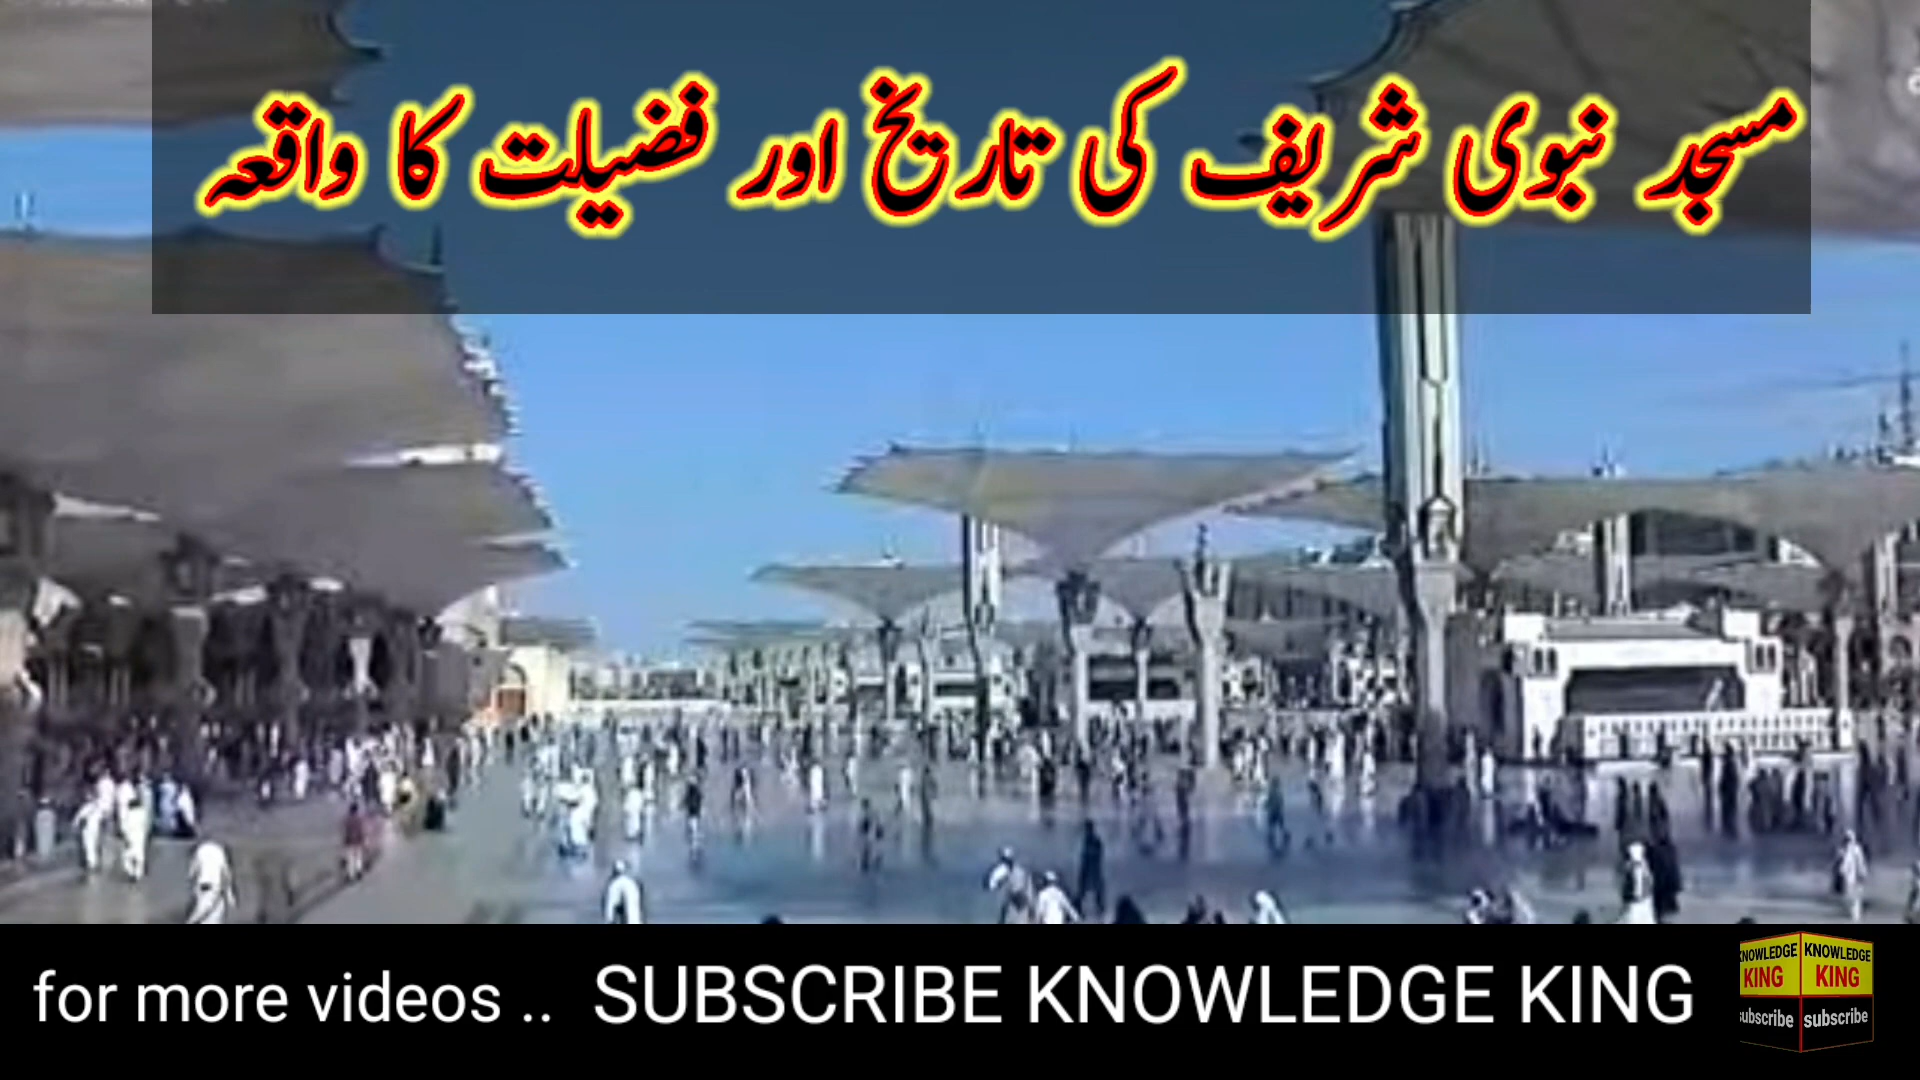 مسجد نبوی شریف کی تاریخ اور فضیلت کا واقعہ
for more videos .. SUBSCRIBE KNOWLEDGE KING
KNOWLEDGE KING
subscribe
KNOWLEDGE KING
subscribe